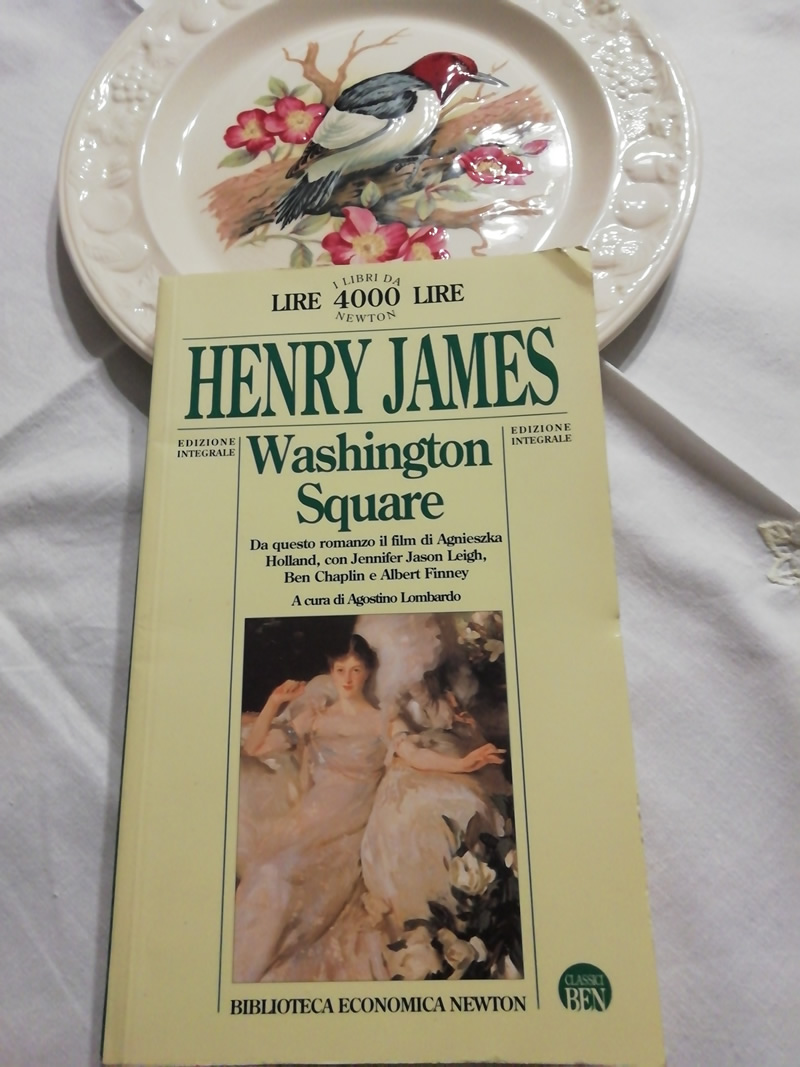 I LIBRI DA
LIRE 4000 LIRE
NEWTON
HENRY JAMES
EDIZIONE
INTEGRALE
Washington
Square
EDIZIONE
INTEGRALE
Da questo romanzo il film di Agnieszka
Holland, con Jennifer Jason Leigh,
Ben Chaplin e Albert Finney
A cura di Agostino Lombardo
CLASSICI
BEN
BIBLIOTECA ECONOMICA NEWTON